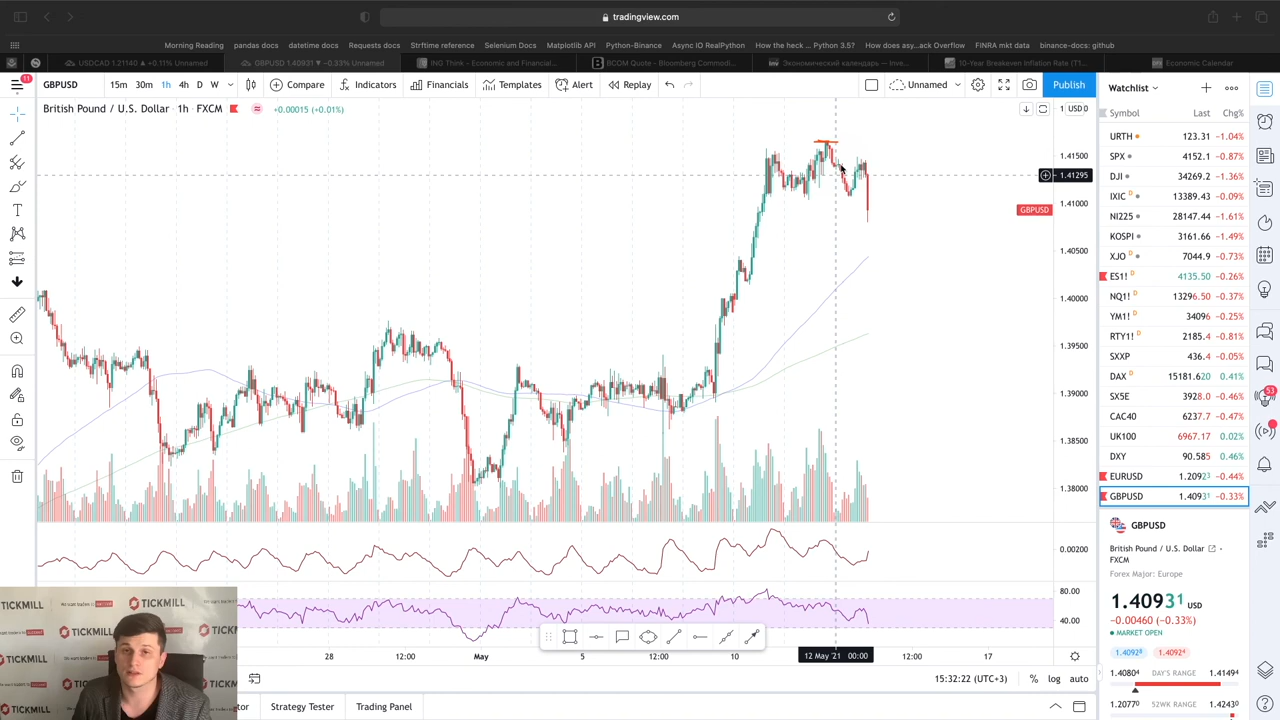 tradingview.com
Morning Reading pandas docs datetime docs Requests docs Strftime reference Selenium Docs Matplotlib API Python-Binance Async IO RealPython How the heck ... Python 3.5? How does asy...ack Overflow FINRA mkt data binance-docs: github
USDCAD 1.21140 ▲ +0.11% Unnamed GBPUSD 1.40931 ▼ −0.33% Unnamed ING Think - Economic and Financial... BCOM Quote - Bloomberg Commodi... Экономический календарь — Inve... 10-Year Breakeven Inflation Rate (T1... Economic Calendar
11 GBPUSD 15m 30m 1h 4h D W Compare Indicators Financials Templates Alert Replay Unnamed Publish
British Pound / U.S. Dollar · 1h · FXCM +0.00015 (+0.01%)
USD
1.41500
1.41295
1.41000
GBPUSD
1.40500
1.40000
1.39500
1.39000
1.38500
1.38000
0.00200
80.00
40.00
28 12:00 May 5 12:00 10 12 May '21 00:00 12:00 17
15:32:22 (UTC+3) % log auto
Strategy Tester Trading Panel
Watchlist
Symbol Last Chg%
URTH 123.31 −1.04%
SPX 4152.1 −0.87%
DJI 34269.2 −1.36%
IXIC D 13389.43 −0.09%
NI225 28147.44 −1.61%
KOSPI 3161.66 −1.49%
XJO 7044.9 −0.73%
ES1! D 4135.50 −0.26%
NQ1! D 13296.50 −0.37%
YM1! D 34096 −0.25%
RTY1! D 2185.4 −0.81%
SXXP 436.4 −0.05%
DAX D 15181.620 0.41%
SX5E 3928.0 −0.46%
CAC40 6237.7 −0.47%
UK100 6967.17 0.02%
DXY 90.585 0.46%
EURUSD 1.20923 −0.44%
GBPUSD 1.40931 −0.33%
53
GBPUSD
British Pound / U.S. Dollar
FXCM
Forex Major: Europe
1.40931 USD
−0.00460 (−0.33%)
MARKET OPEN
1.40928 1.40924
1.40804 DAY'S RANGE 1.41494
1.20770 52WK RANGE 1.42430
TICKMILL
TICKMILL
TICKMILL
TICKMILL